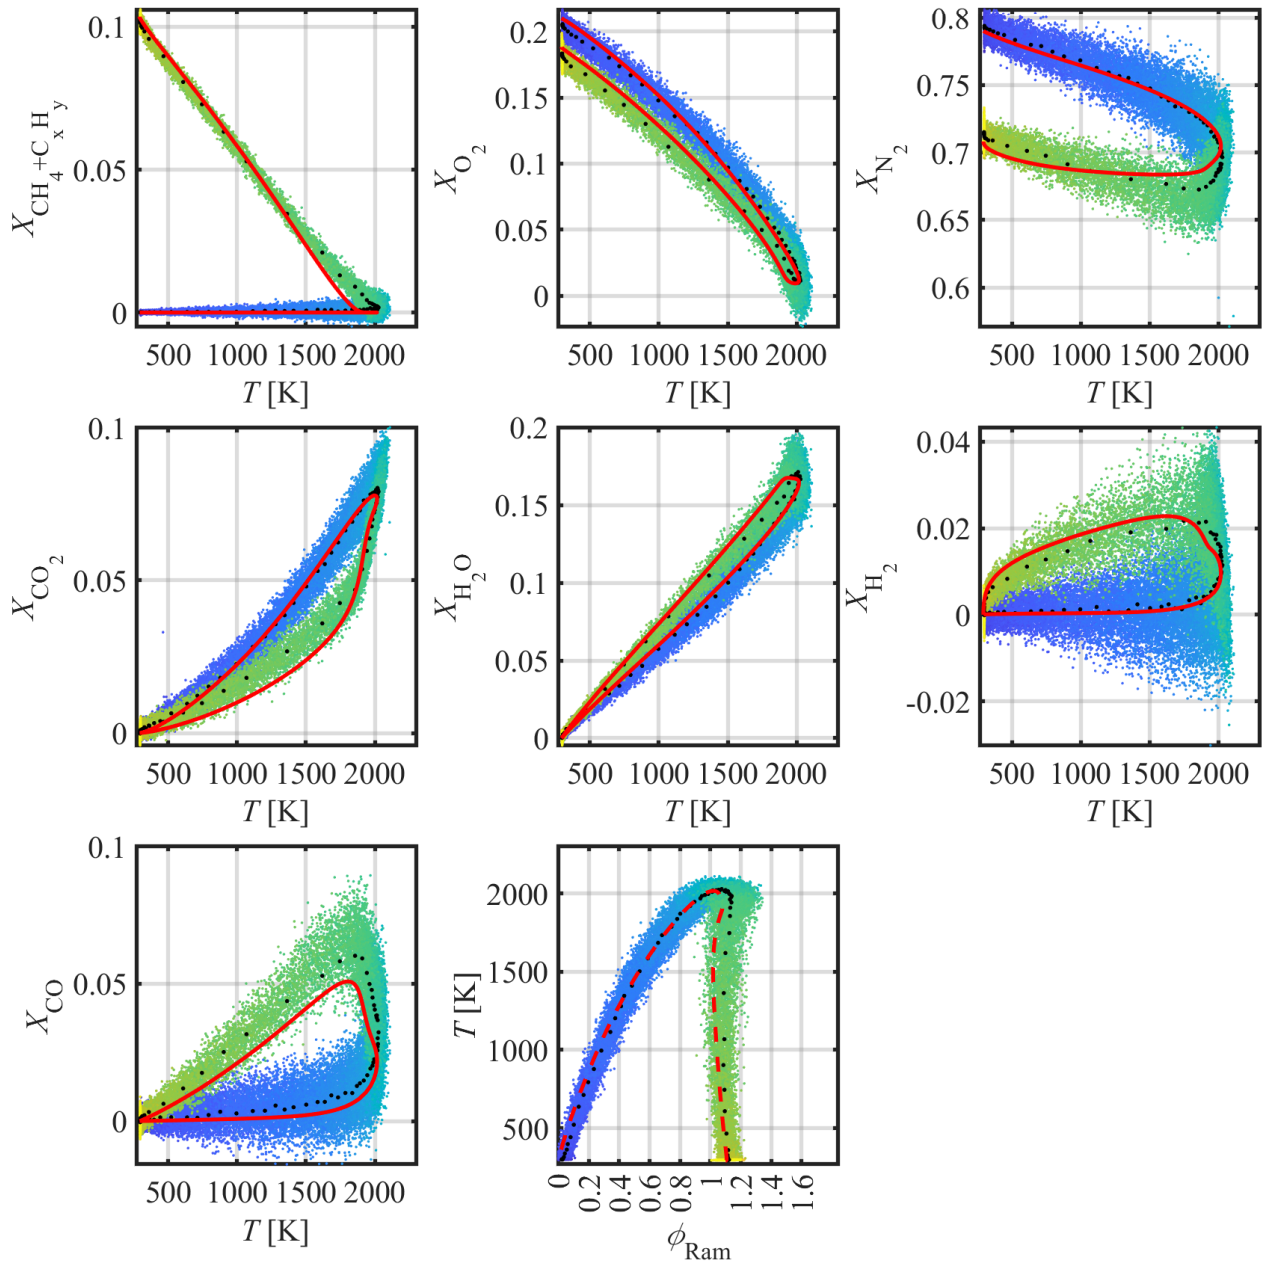 0.1
0.05
0
X_{CH_4+C_xH_y}
500 1000 1500 2000
T [K]
0.2
0.15
0.1
0.05
0
X_{O_2}
500 1000 1500 2000
T [K]
0.8
0.75
0.7
0.65
0.6
X_{N_2}
500 1000 1500 2000
T [K]
0.1
0.05
0
X_{CO_2}
500 1000 1500 2000
T [K]
0.2
0.15
0.1
0.05
0
X_{H_2O}
500 1000 1500 2000
T [K]
0.04
0.02
0
-0.02
X_{H_2}
500 1000 1500 2000
T [K]
0.1
0.05
0
X_{CO}
500 1000 1500 2000
T [K]
2000
1500
1000
500
T [K]
0 0.2 0.4 0.6 0.8 1 1.2 1.4 1.6
ϕ_{Ram}